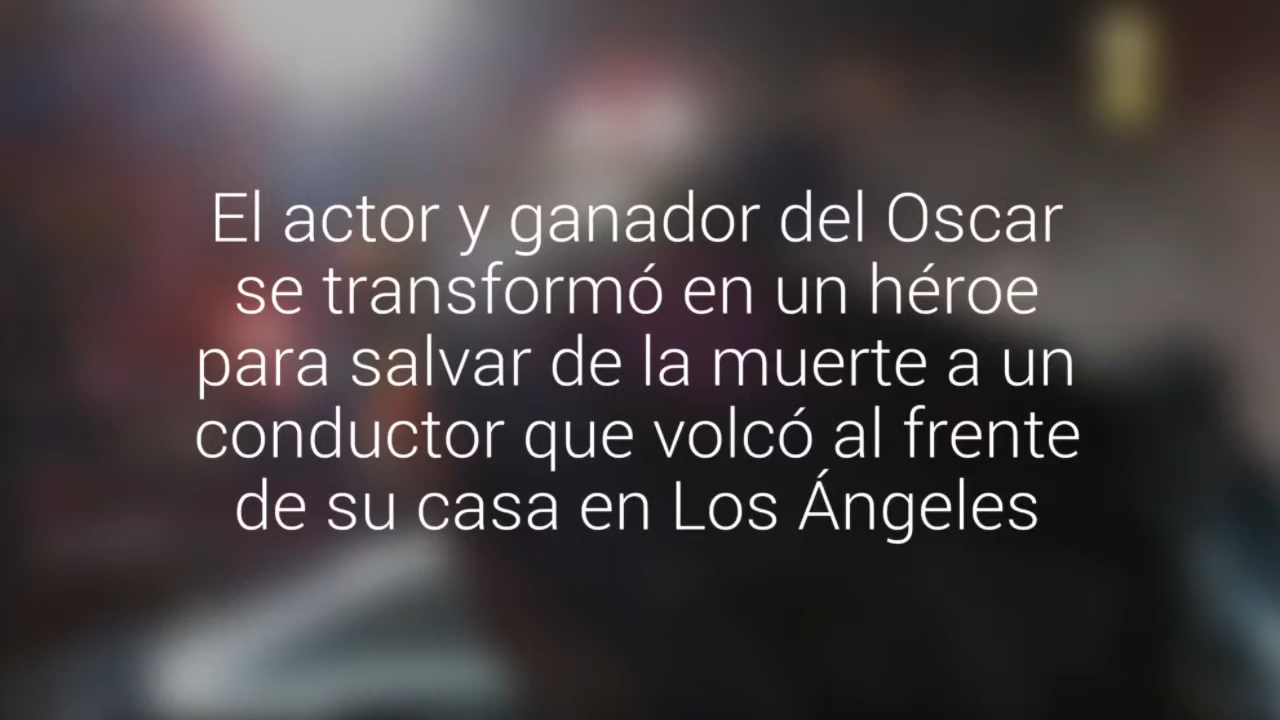 El actor y ganador del Oscar
se transformó en un héroe
para salvar de la muerte a un
conductor que volcó al frente
de su casa en Los Ángeles